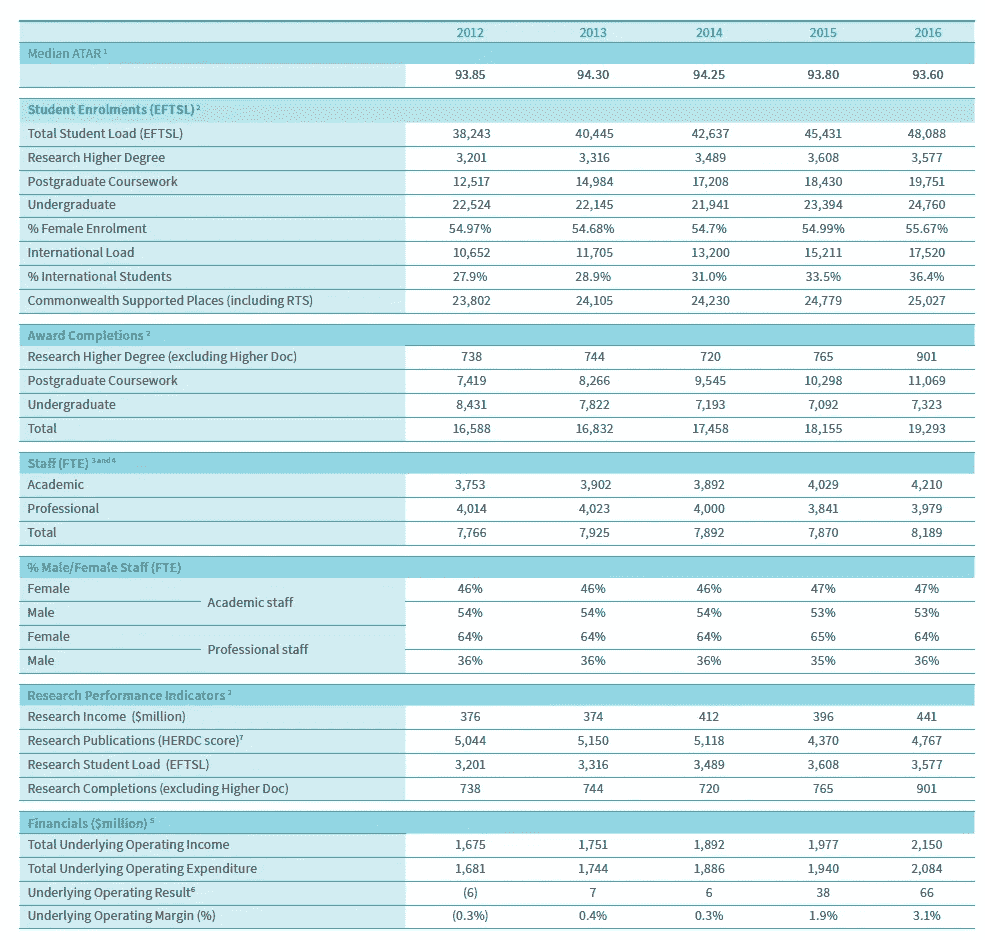 2012 2013 2014 2015 2016
Median ATAR 1
93.85 94.30 94.25 93.80 93.60
Student Enrolments (EFTSL) 2
Total Student Load (EFTSL) 38,243 40,445 42,637 45,431 48,088
Research Higher Degree 3,201 3,316 3,489 3,608 3,577
Postgraduate Coursework 12,517 14,984 17,208 18,430 19,751
Undergraduate 22,524 22,145 21,941 23,394 24,760
% Female Enrolment 54.97% 54.68% 54.7% 54.99% 55.67%
International Load 10,652 11,705 13,200 15,211 17,520
% International Students 27.9% 28.9% 31.0% 33.5% 36.4%
Commonwealth Supported Places (including RTS) 23,802 24,105 24,230 24,779 25,027
Award Completions 2
Research Higher Degree (excluding Higher Doc) 738 744 720 765 901
Postgraduate Coursework 7,419 8,266 9,545 10,298 11,069
Undergraduate 8,431 7,822 7,193 7,092 7,323
Total 16,588 16,832 17,458 18,155 19,293
Staff (FTE) 3 and 4
Academic 3,753 3,902 3,892 4,029 4,210
Professional 4,014 4,023 4,000 3,841 3,979
Total 7,766 7,925 7,892 7,870 8,189
% Male/Female Staff (FTE)
Female 46% 46% 46% 47% 47%
Academic staff
Male 54% 54% 54% 53% 53%
Female 64% 64% 64% 65% 64%
Professional staff
Male 36% 36% 36% 35% 36%
Research Performance Indicators 2
Research Income ($million) 376 374 412 396 441
Research Publications (HERDC score)7 5,044 5,150 5,118 4,370 4,767
Research Student Load (EFTSL) 3,201 3,316 3,489 3,608 3,577
Research Completions (excluding Higher Doc) 738 744 720 765 901
Financials ($million) 5
Total Underlying Operating Income 1,675 1,751 1,892 1,977 2,150
Total Underlying Operating Expenditure 1,681 1,744 1,886 1,940 2,084
Underlying Operating Result6 (6) 7 6 38 66
Underlying Operating Margin (%) (0.3%) 0.4% 0.3% 1.9% 3.1%